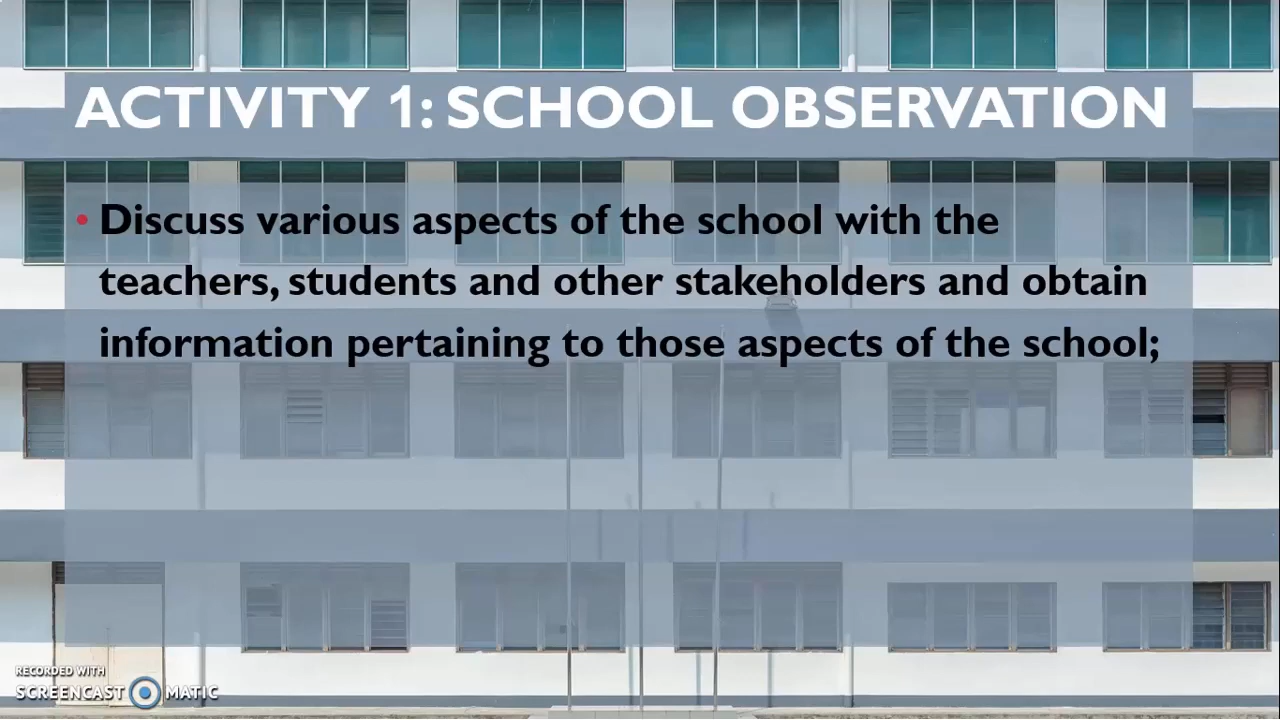 ACTIVITY 1: SCHOOL OBSERVATION
• Discuss various aspects of the school with the
teachers, students and other stakeholders and obtain
information pertaining to those aspects of the school;
RECORDED WITH
SCREENCAST MATIC